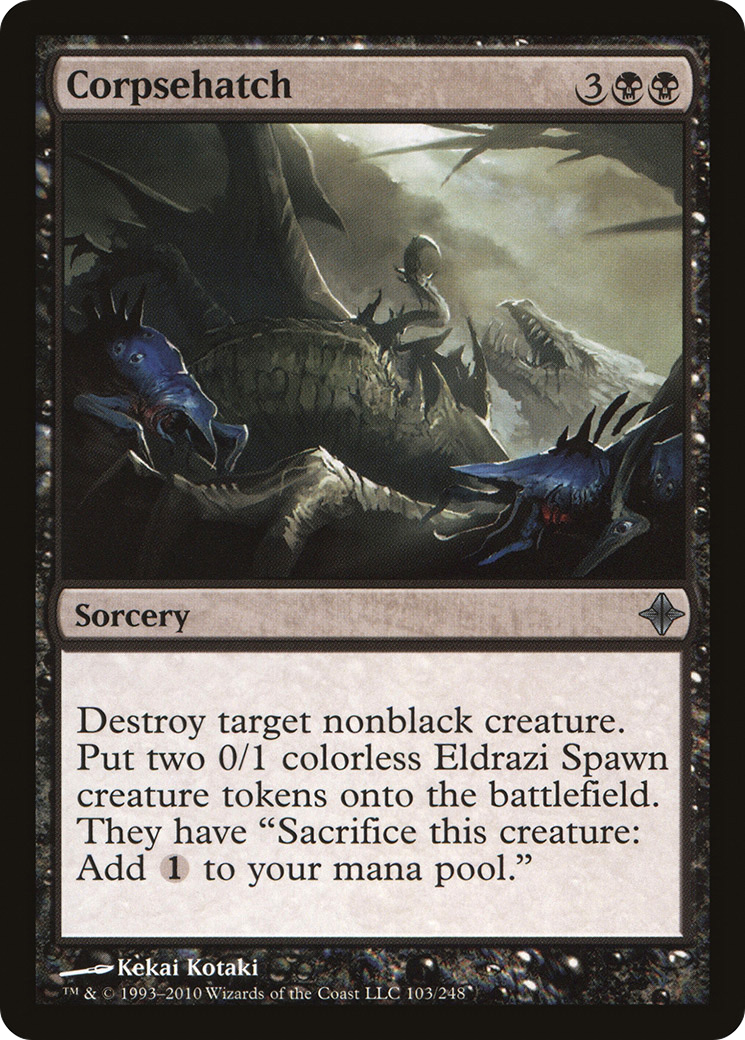 Corpsehatch 3
Sorcery
Destroy target nonblack creature.
Put two 0/1 colorless Eldrazi Spawn
creature tokens onto the battlefield.
They have “Sacrifice this creature:
Add 1 to your mana pool.”
Kekai Kotaki
™ & © 1993–2010 Wizards of the Coast LLC 103/248